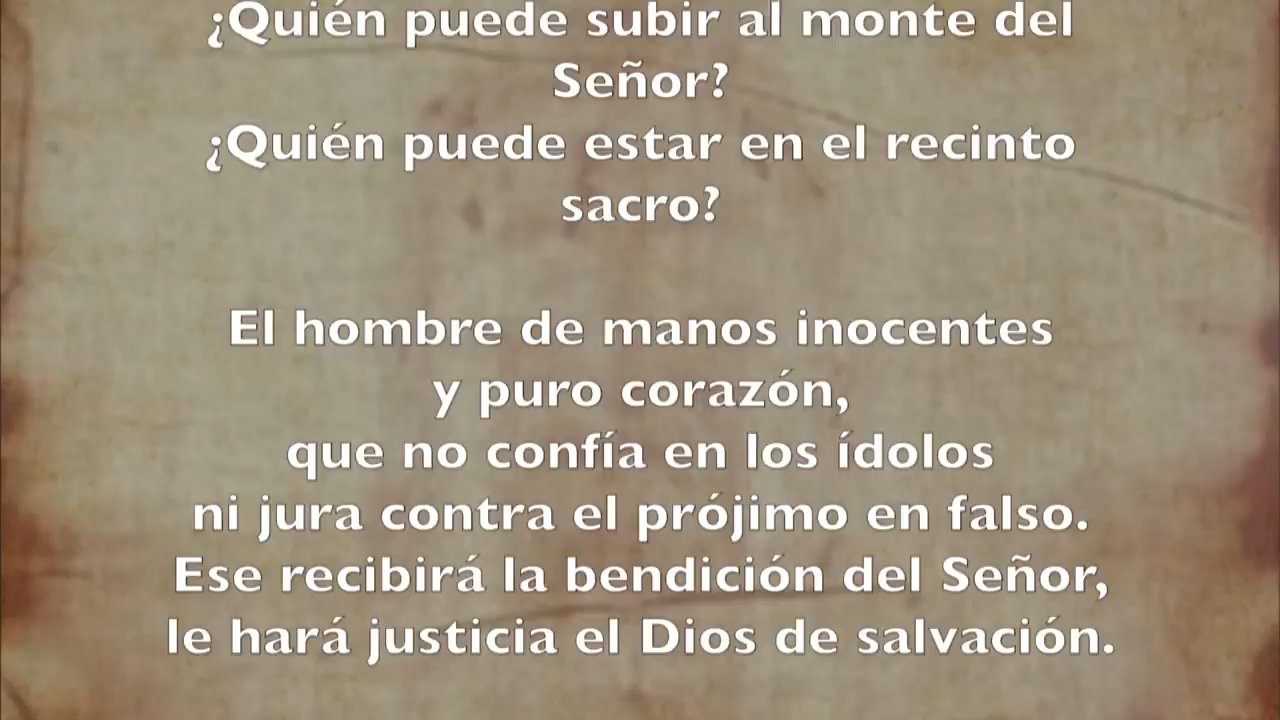 ¿Quién puede subir al monte del
Señor?
¿Quién puede estar en el recinto
sacro?
El hombre de manos inocentes
y puro corazón,
que no confía en los ídolos
ni jura contra el prójimo en falso.
Ese recibirá la bendición del Señor,
le hará justicia el Dios de salvación.